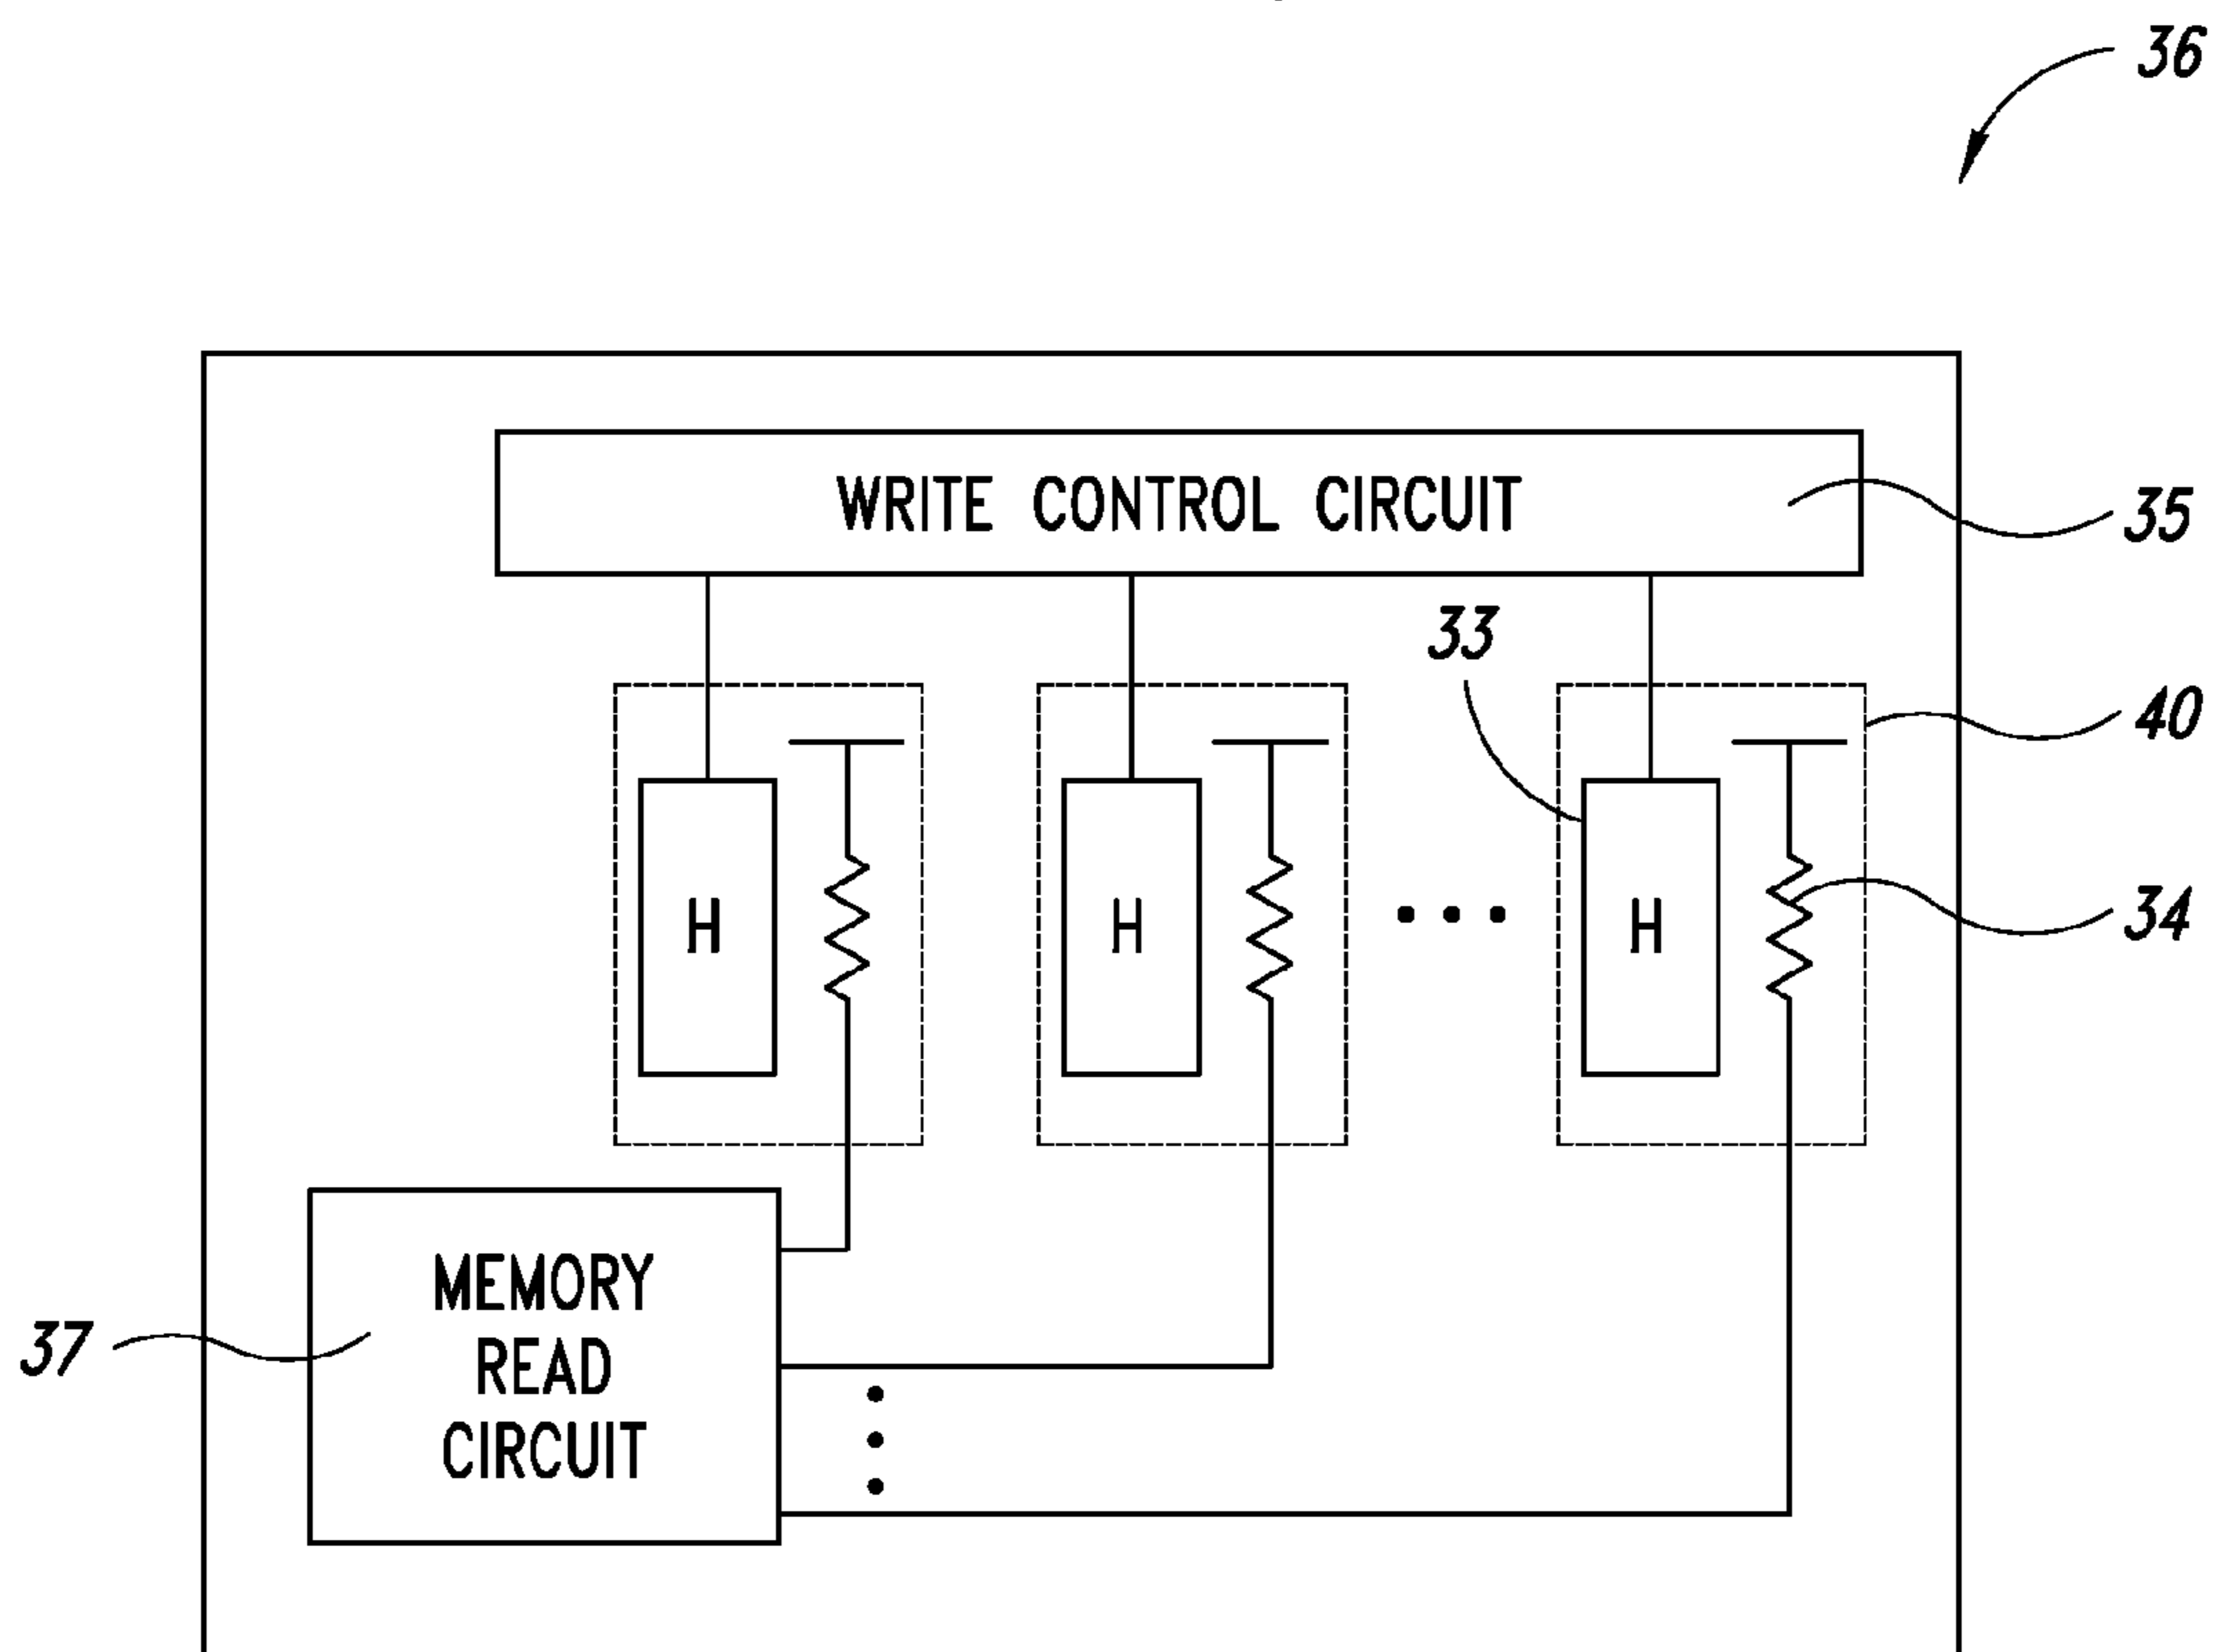 36
WRITE CONTROL CIRCUIT
35
33
40
H
H
H
34
MEMORY
READ
CIRCUIT
37